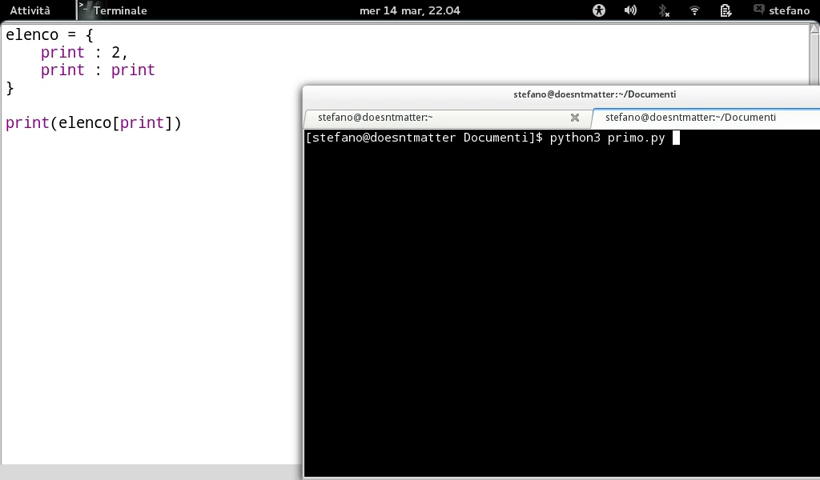 Attività
Terminale
mer 14 mar, 22.04
stefano
elenco = {
    print : 2,
    print : print
}
print(elenco[print])
stefano@doesntmatter:~/Documenti
stefano@doesntmatter:~
stefano@doesntmatter:~/Documenti
[stefano@doesntmatter Documenti]$ python3 primo.py